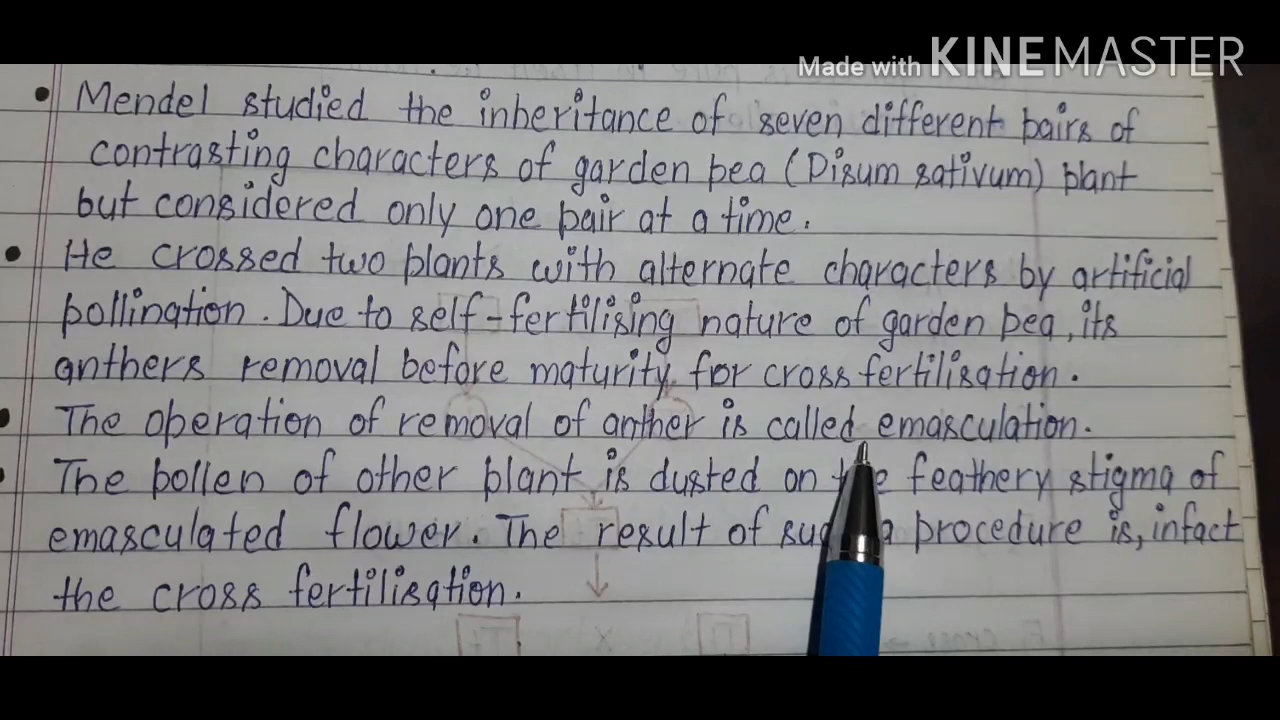 Made with KINEMASTER
• Mendel studied the inheritance of seven different pairs of
contrasting characters of garden pea (Pisum sativum) plant
but considered only one pair at a time.
• He crossed two plants with alternate characters by artificial
pollination. Due to self-fertilising nature of garden pea, its
anthers removal before maturity for cross fertilisation.
• The operation of removal of anther is called emasculation.
• The pollen of other plant is dusted on the feathery stigma of
emasculated flower. The result of such a procedure is, infact
the cross fertilisation.